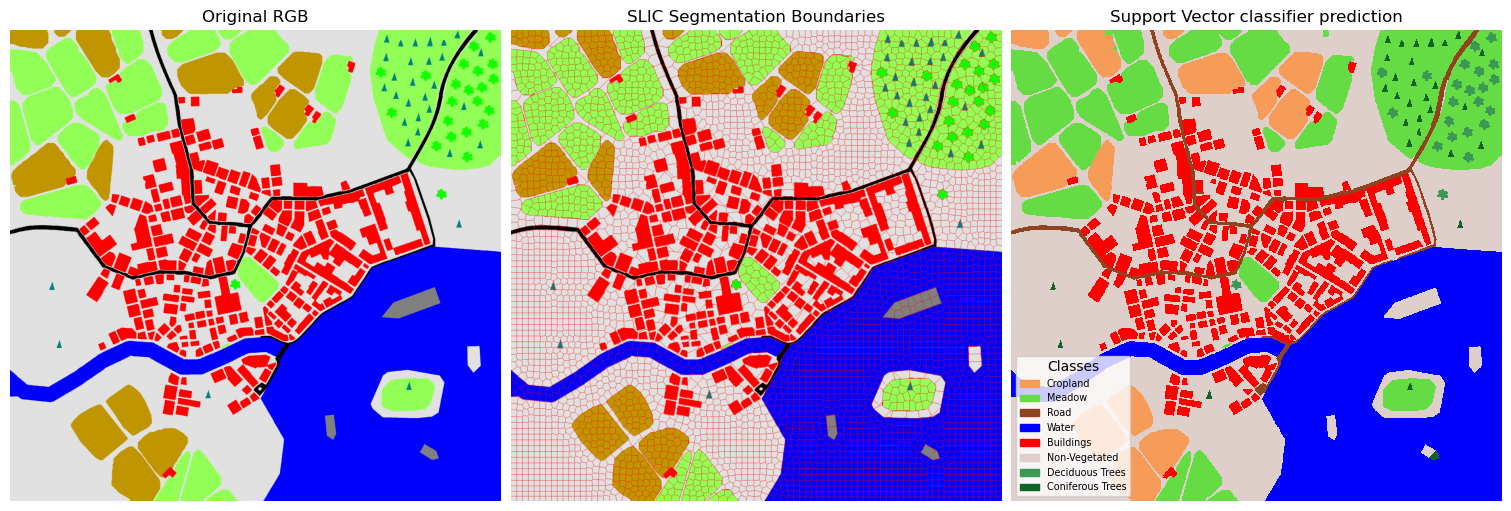 Original RGB
SLIC Segmentation Boundaries
Support Vector classifier prediction
Classes
Cropland
Meadow
Road
Water
Buildings
Non-Vegetated
Deciduous Trees
Coniferous Trees